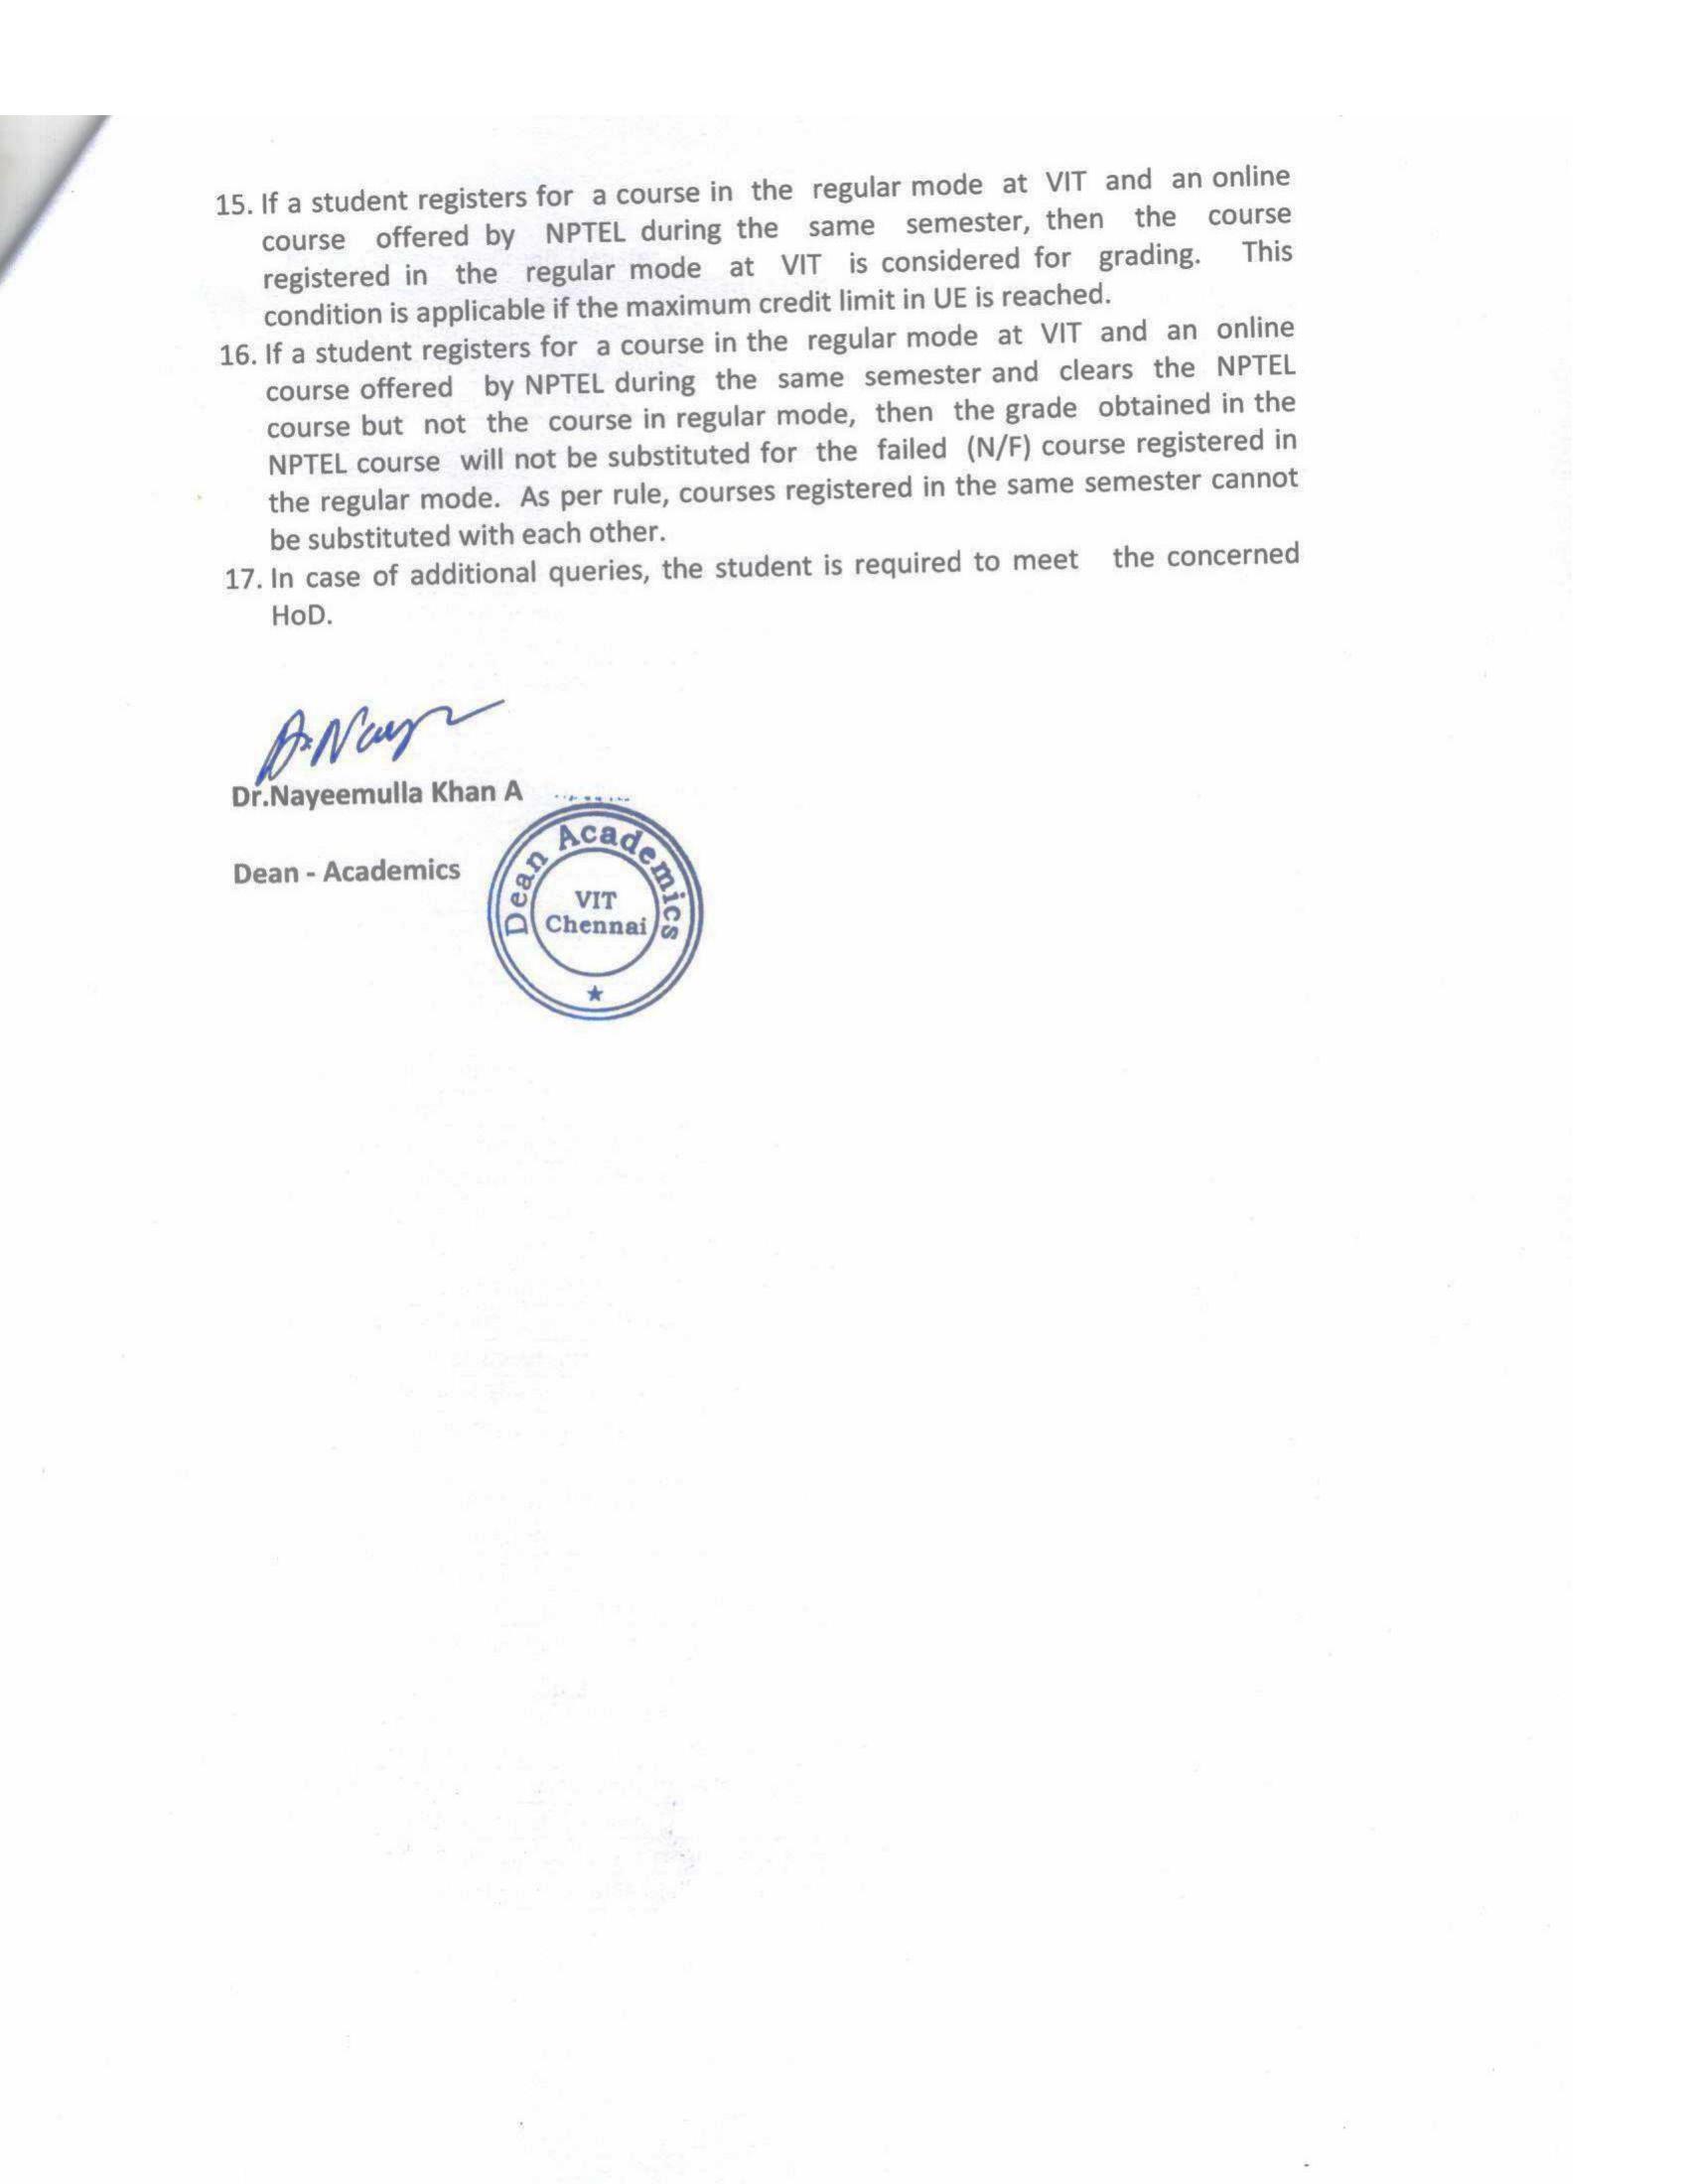 15. If a student registers for a course in the regular mode at VIT and an online
course offered by NPTEL during the same semester, then the course
registered in the regular mode at VIT is considered for grading. This
condition is applicable if the maximum credit limit in UE is reached.
16. If a student registers for a course in the regular mode at VIT and an online
course offered by NPTEL during the same semester and clears the NPTEL
course but not the course in regular mode, then the grade obtained in the
NPTEL course will not be substituted for the failed (N/F) course registered in
the regular mode. As per rule, courses registered in the same semester cannot
be substituted with each other.
17. In case of additional queries, the student is required to meet the concerned
HoD.
Dr.Nayeemulla Khan A
Dean - Academics
Dean Academics
VIT
Chennai